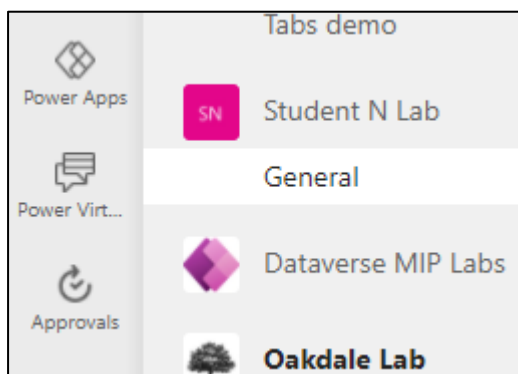 Tabs demo
Power Apps
SN
Student N Lab
General
Power Virt...
Dataverse MIP Labs
Approvals
Oakdale Lab